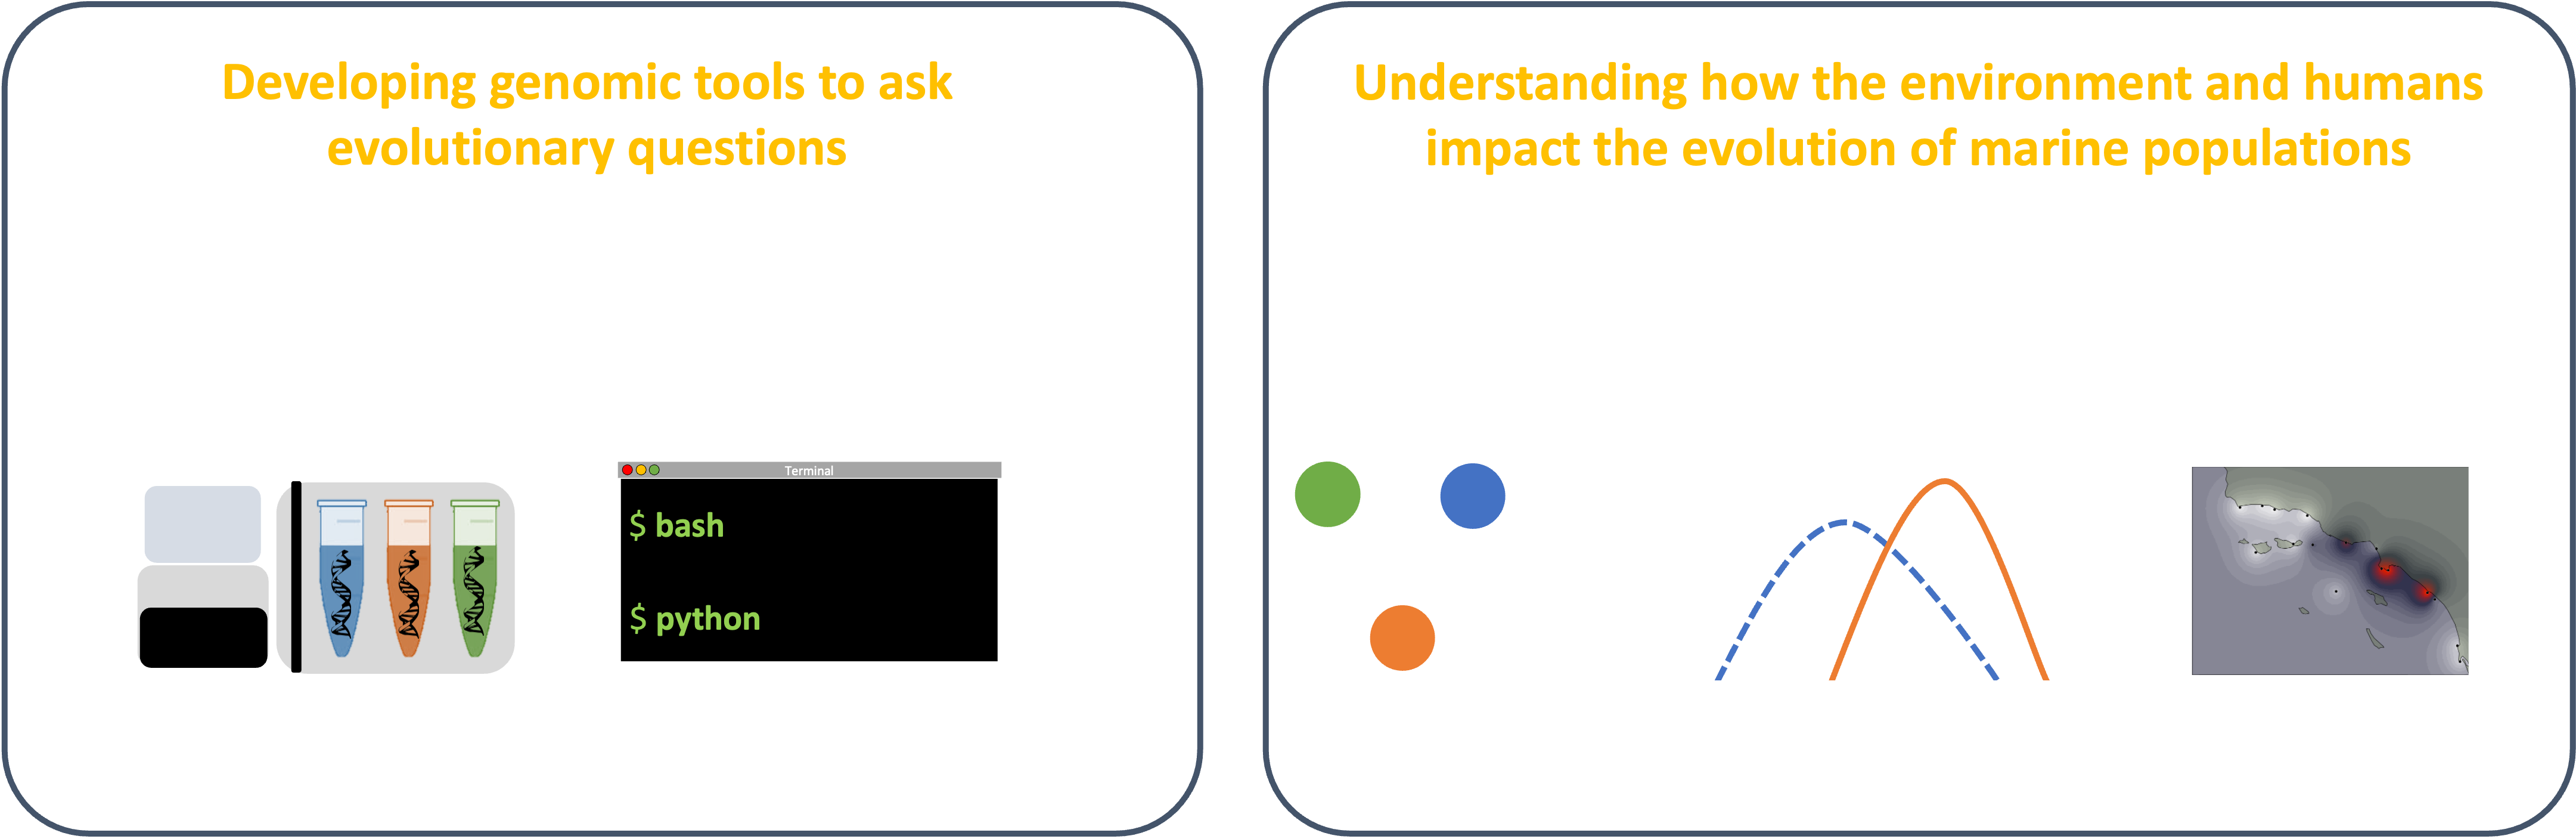 Developing genomic tools to ask
evolutionary questions
Terminal
$ bash
$ python
Understanding how the environment and humans
impact the evolution of marine populations